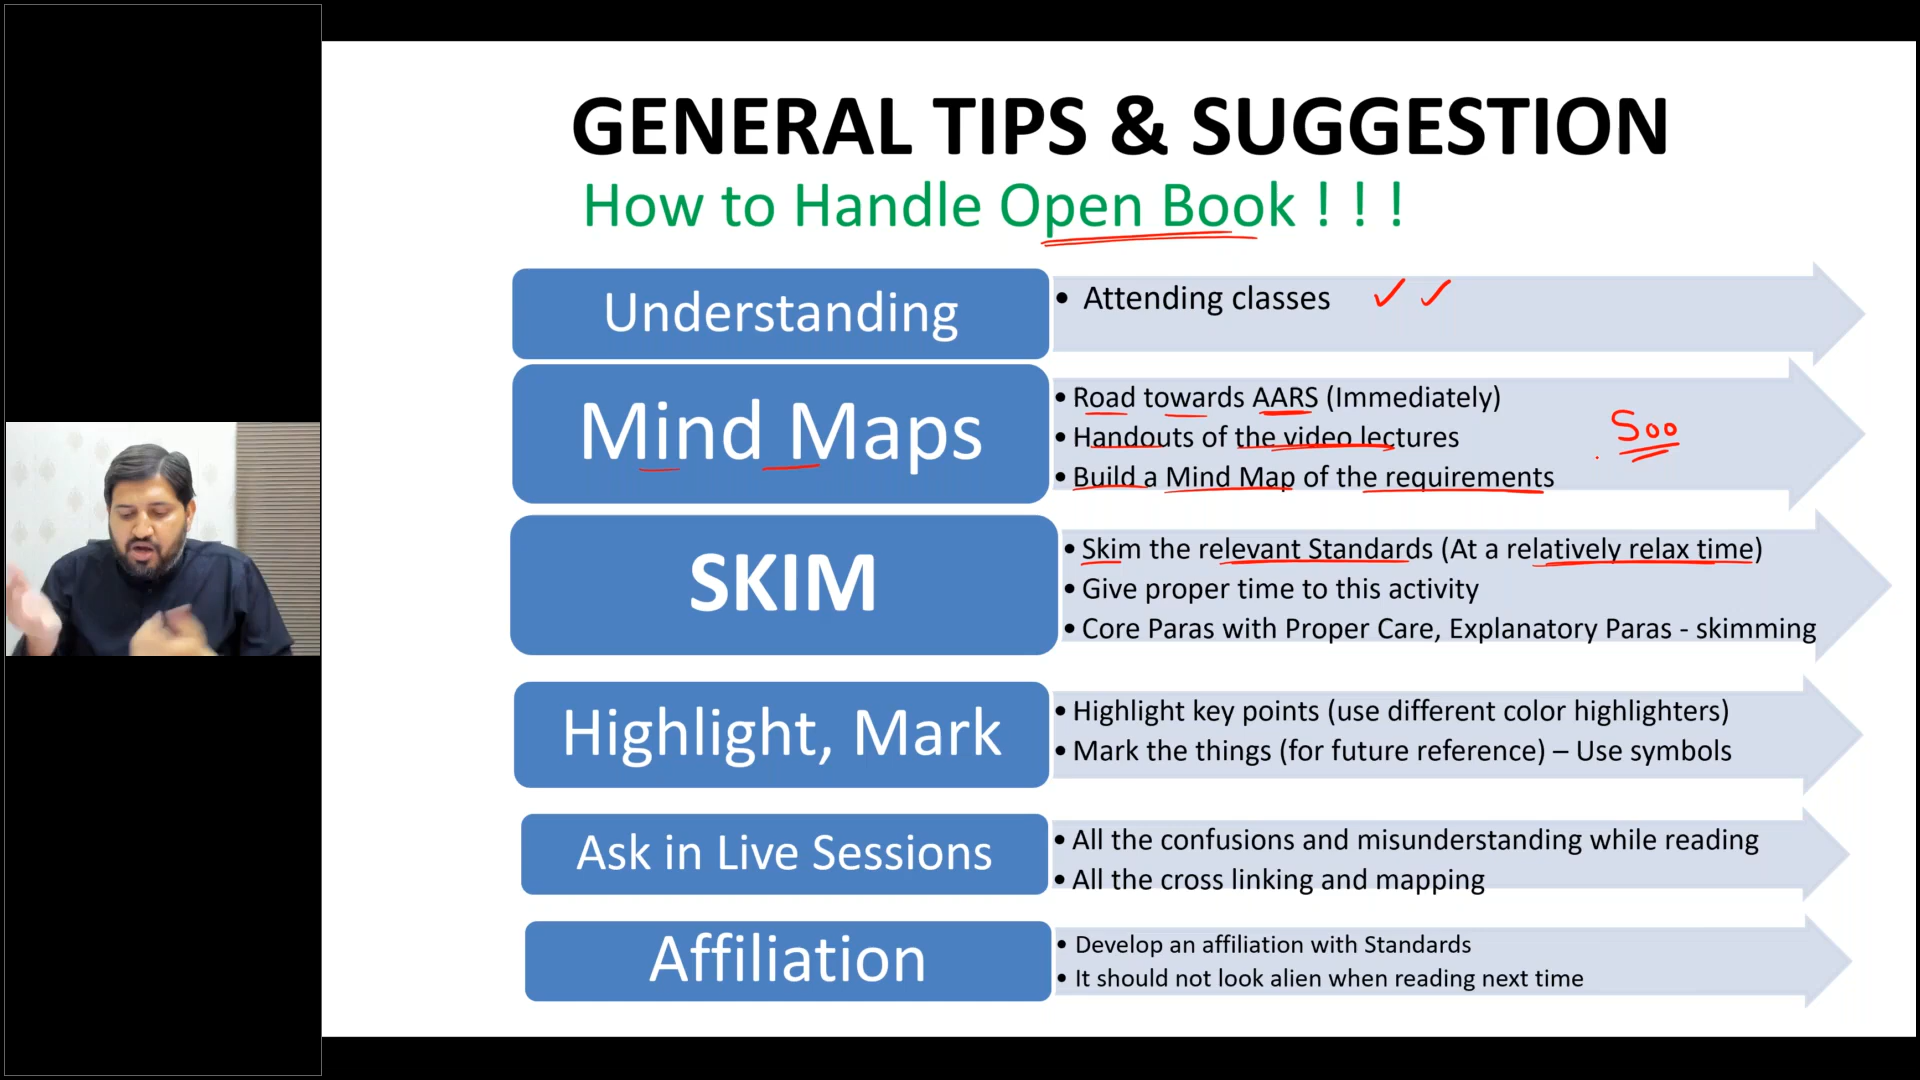 GENERAL TIPS & SUGGESTION
How to Handle Open Book ! ! !
Understanding
• Attending classes
Mind Maps
• Road towards AARS (Immediately)
• Handouts of the video lectures
• Build a Mind Map of the requirements
500
SKIM
• Skim the relevant Standards (At a relatively relax time)
• Give proper time to this activity
• Core Paras with Proper Care, Explanatory Paras - skimming
Highlight, Mark
• Highlight key points (use different color highlighters)
• Mark the things (for future reference) – Use symbols
Ask in Live Sessions
• All the confusions and misunderstanding while reading
• All the cross linking and mapping
Affiliation
• Develop an affiliation with Standards
• It should not look alien when reading next time